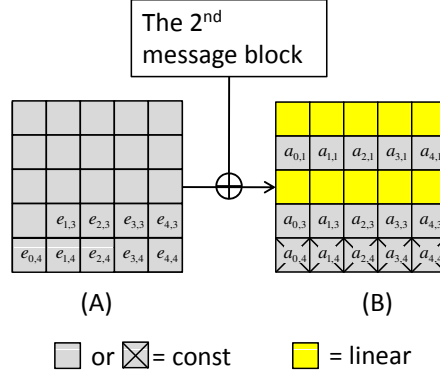 The 2nd
message block
a0,1 a1,1 a2,1 a3,1 a4,1
e1,3 e2,3 e3,3 e4,3
a0,3 a1,3 a2,3 a3,3 a4,3
e0,4 e1,4 e2,4 e3,4 e4,4
a0,4 a1,4 a2,4 a3,4 a4,4
(A)
(B)
or = const
= linear